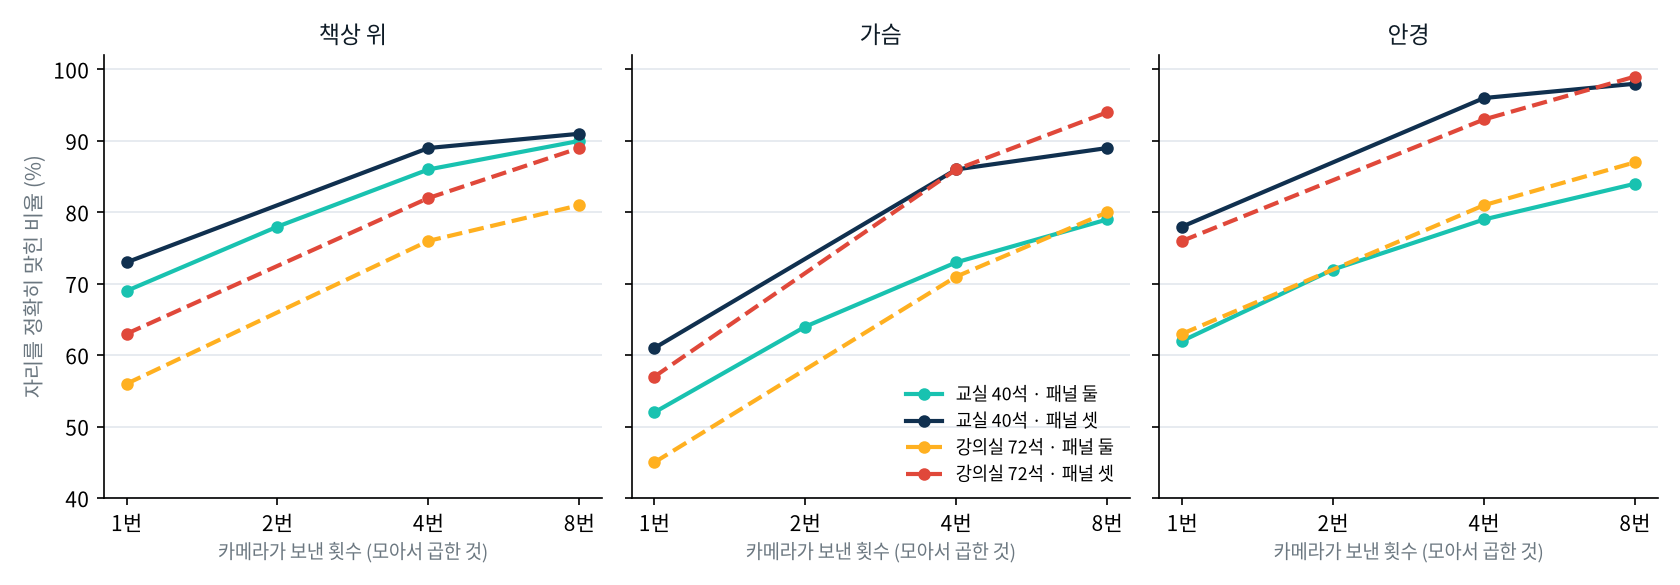 책상 위
가슴
안경
자리를 정확히 맞힌 비율 (%)
100
90
80
70
60
50
40
1번 2번 4번 8번
1번 2번 4번 8번
1번 2번 4번 8번
카메라가 보낸 횟수 (모아서 곱한 것)
카메라가 보낸 횟수 (모아서 곱한 것)
카메라가 보낸 횟수 (모아서 곱한 것)
교실 40석 · 패널 둘
교실 40석 · 패널 셋
강의실 72석 · 패널 둘
강의실 72석 · 패널 셋